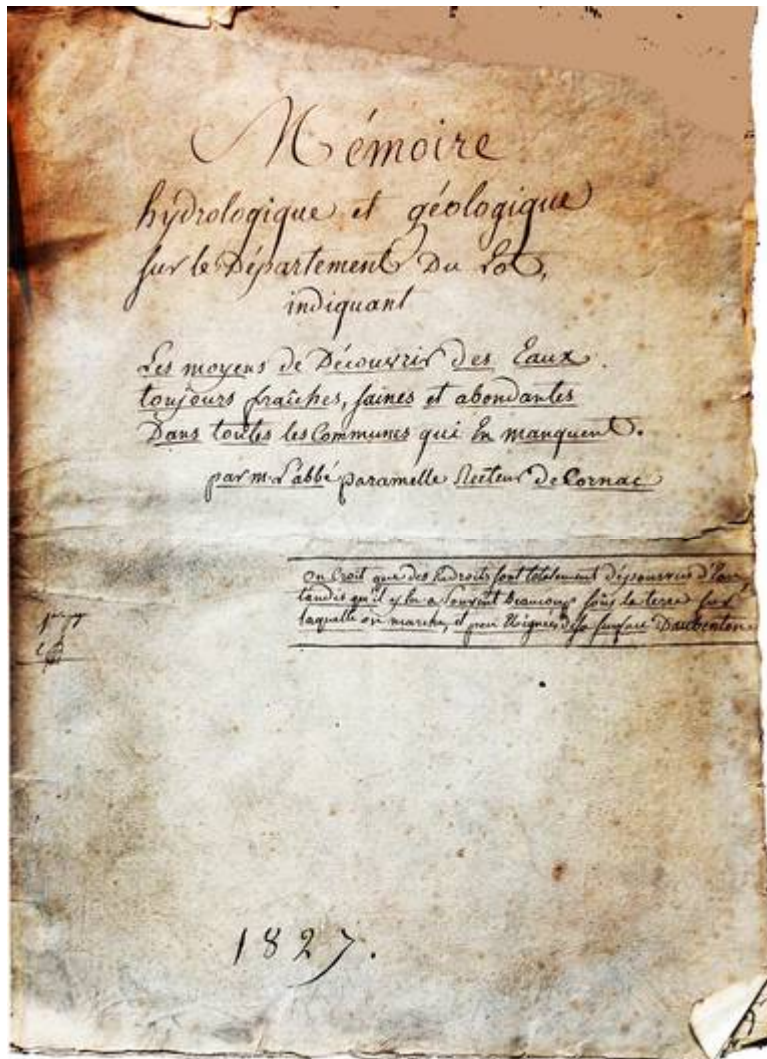 Mémoire
hydrologique et géologique
sur le Département Du Lot,
indiquant
Les moyens de Découvrir des Eaux
toujours fraîches, saines et abondantes
Dans toutes les Communes qui En manquent.
par mr L'abbé paramelle Recteur De Cornac
on Croit que des Endroits sont totalement dépourvus d'Eau,
tandis qu'il y En a souvent Beaucoup sous la terre sur
laquelle on marche, et peu Eloignées de sa surface Daubenton
1827.